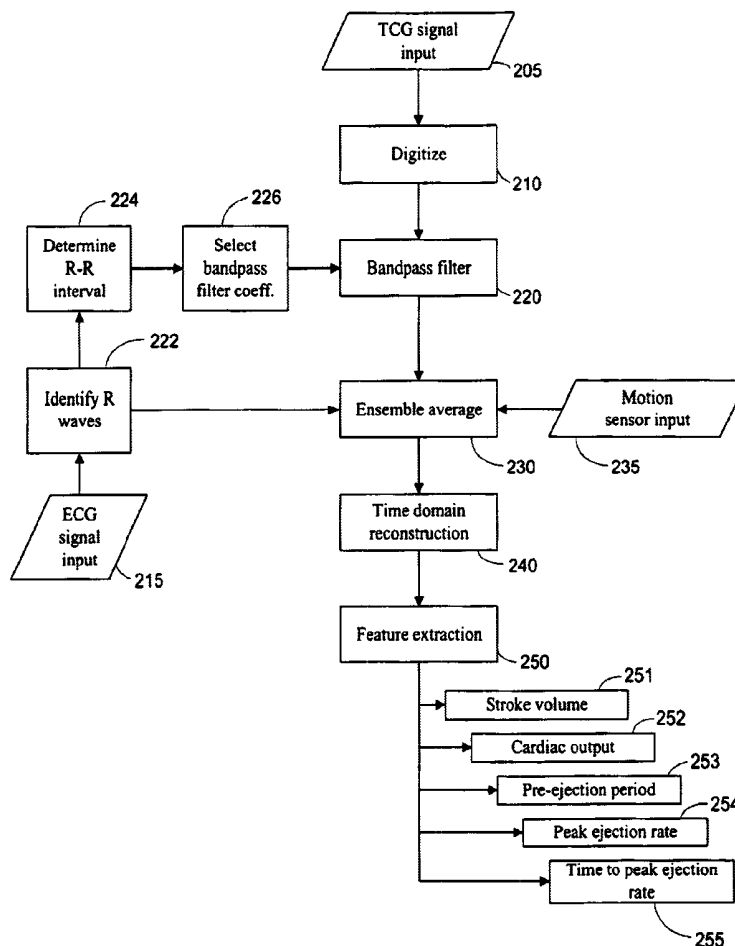 TCG signal
input
205
Digitize
210
224
226
Determine
R-R
interval
Select
bandpass
filter coeff.
Bandpass filter
220
222
Identify R
waves
Ensemble average
230
Motion
sensor input
235
ECG
signal
input
215
Time domain
reconstruction
240
Feature extraction
250
251
Stroke volume
252
Cardiac output
253
Pre-ejection period
254
Peak ejection rate
Time to peak ejection
rate
255